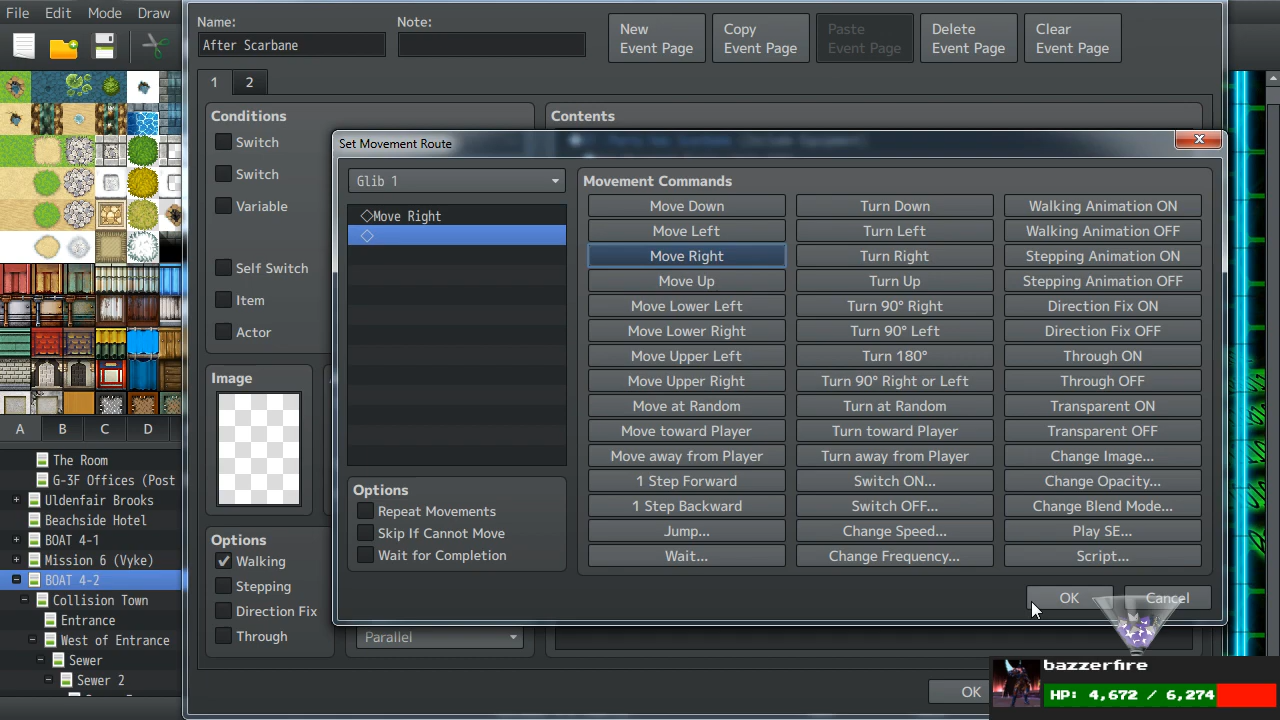 File Edit Mode Draw
Name:
Note:
After Scarbane
New
Event Page
Copy
Event Page
Paste
Event Page
Delete
Event Page
Clear
Event Page
1 2
Conditions
Switch
Switch
Variable
Self Switch
Item
Actor
Image
Options
Walking
Stepping
Direction Fix
Through
Contents
Set Movement Route
Glib 1
◇Move Right
◇
Options
Repeat Movements
Skip If Cannot Move
Wait for Completion
Movement Commands
Move Down Turn Down Walking Animation ON
Move Left Turn Left Walking Animation OFF
Move Right Turn Right Stepping Animation ON
Move Up Turn Up Stepping Animation OFF
Move Lower Left Turn 90° Right Direction Fix ON
Move Lower Right Turn 90° Left Direction Fix OFF
Move Upper Left Turn 180° Through ON
Move Upper Right Turn 90° Right or Left Through OFF
Move at Random Turn at Random Transparent ON
Move toward Player Turn toward Player Transparent OFF
Move away from Player Turn away from Player Change Image...
1 Step Forward Switch ON... Change Opacity...
1 Step Backward Switch OFF... Change Blend Mode...
Jump... Change Speed... Play SE...
Wait... Change Frequency... Script...
OK Cancel
Parallel
OK
A B C D
The Room
G-3F Offices (Post
Uldenfair Brooks
Beachside Hotel
BOAT 4-1
Mission 6 (Vyke)
BOAT 4-2
Collision Town
Entrance
West of Entrance
Sewer
Sewer 2
bazzerfire
HP: 4,672 / 6,274